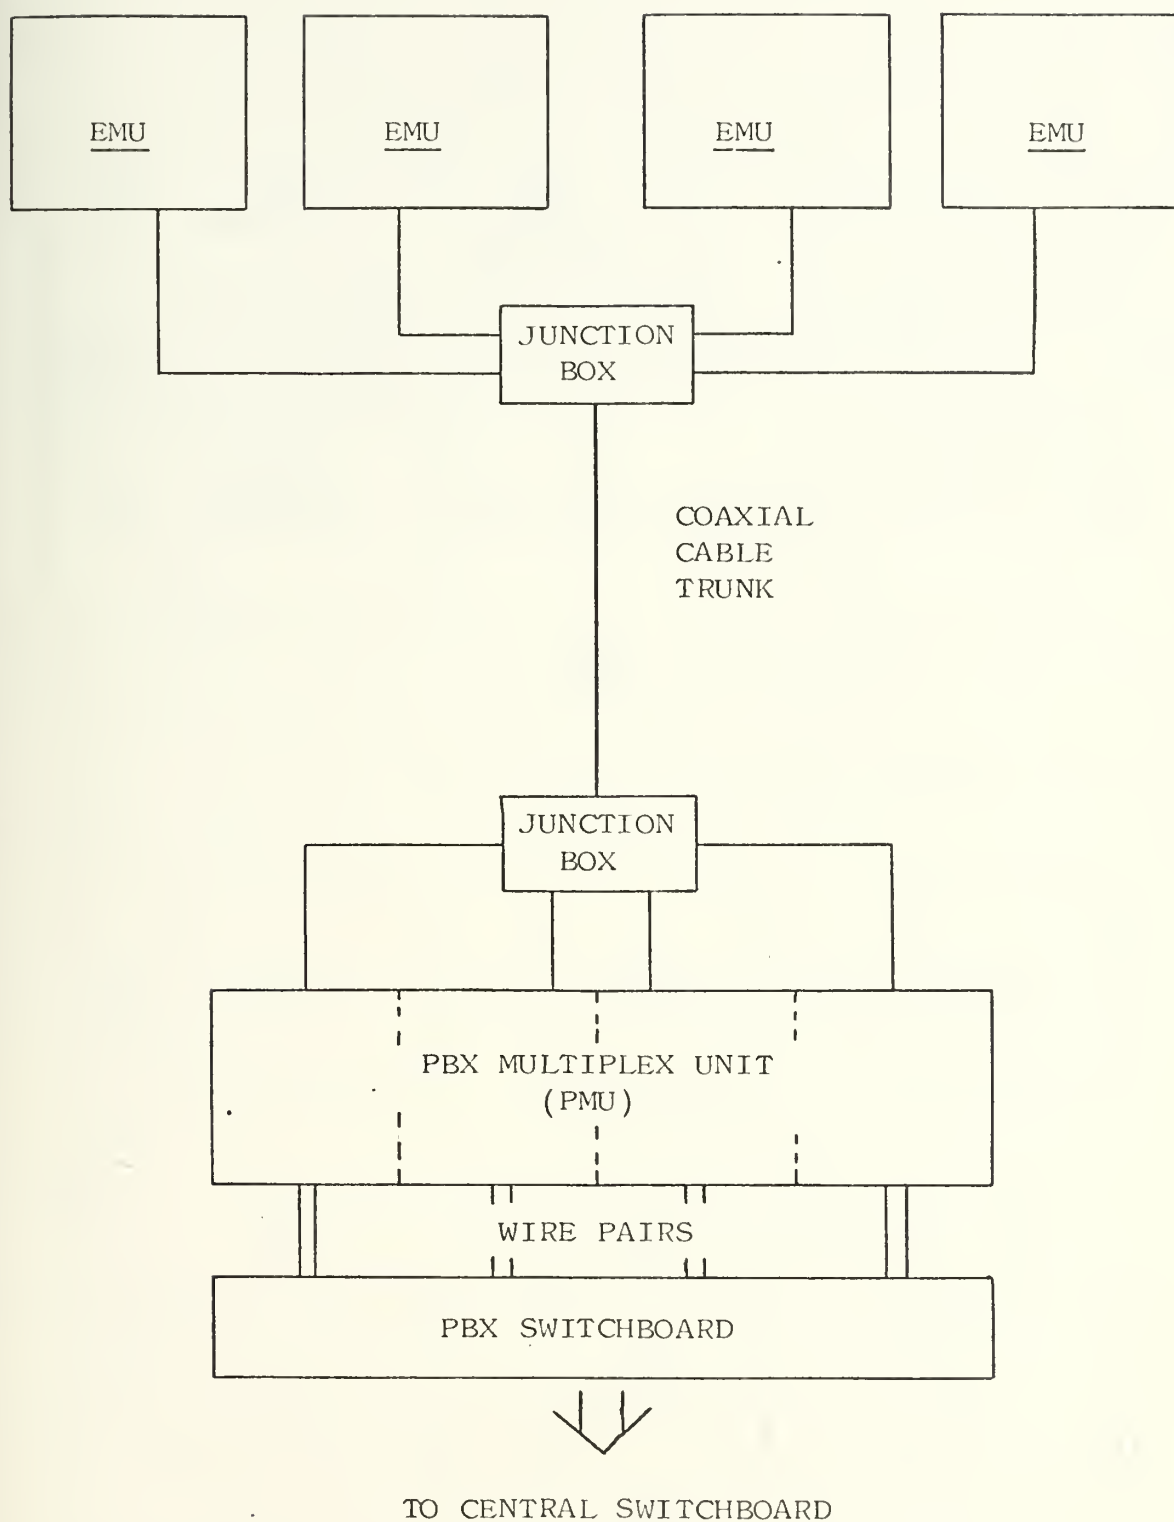 EMU
EMU
EMU
EMU
JUNCTION
BOX
COAXIAL
CABLE
TRUNK
JUNCTION
BOX
PBX MULTIPLEX UNIT
(PMU)
WIRE PAIRS
PBX SWITCHBOARD
TO CENTRAL SWITCHBOARD